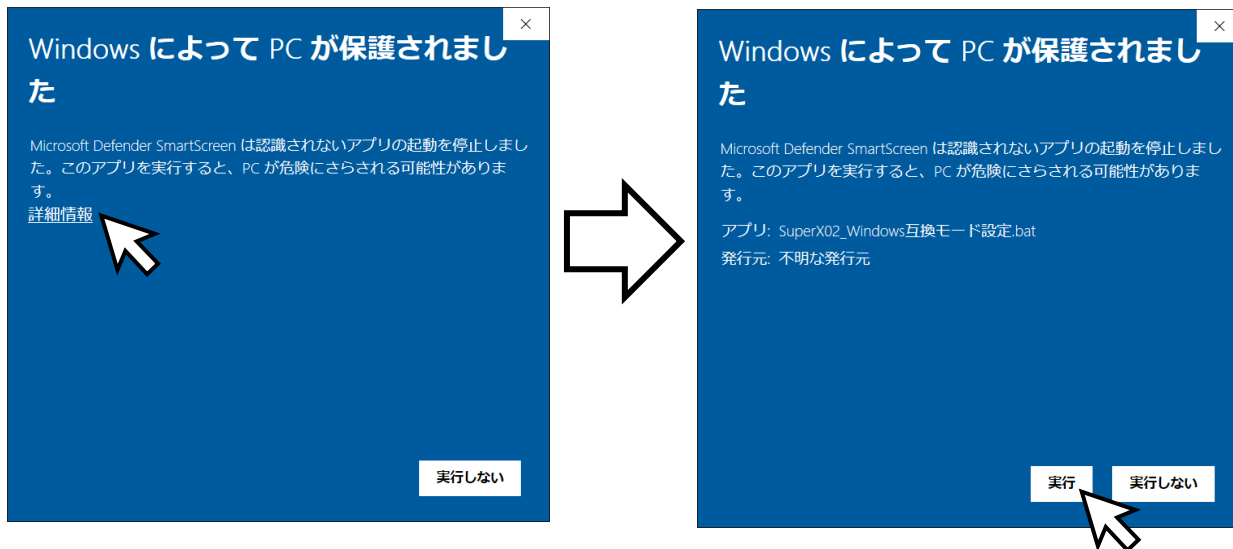 Windows によって PC が保護されまし
た
Microsoft Defender SmartScreen は認識されないアプリの起動を停止しまし
た。このアプリを実行すると、PC が危険にさらされる可能性がありま
す。
詳細情報
実行しない
Windows によって PC が保護されまし
た
Microsoft Defender SmartScreen は認識されないアプリの起動を停止しまし
た。このアプリを実行すると、PC が危険にさらされる可能性がありま
す。
アプリ: SuperX02_Windows互換モード設定.bat
発行元: 不明な発行元
実行 実行しない